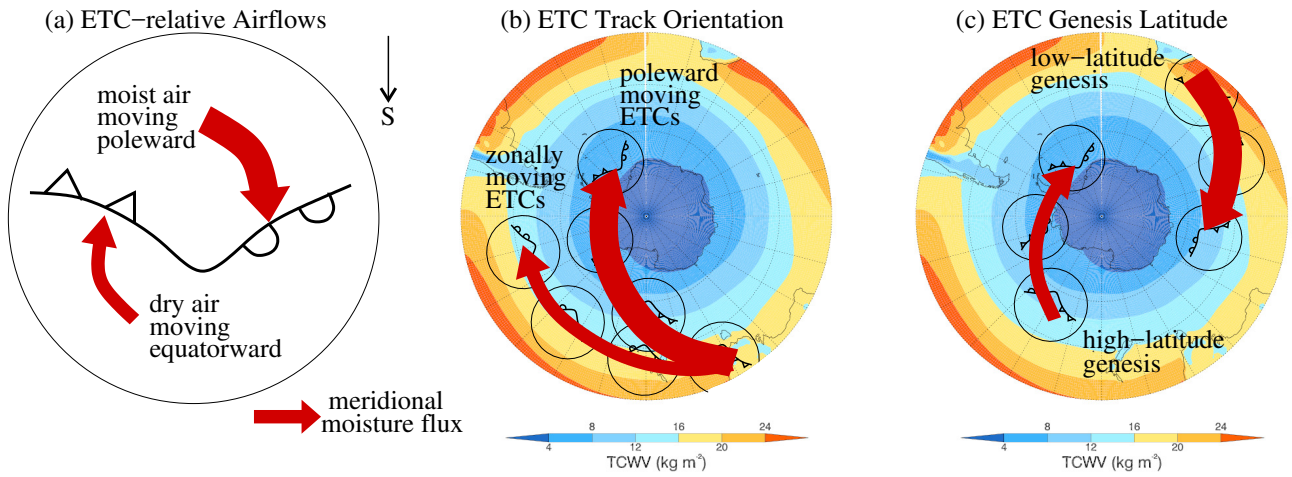 (a) ETC−relative Airflows
moist air
moving
poleward
S
dry air
moving
equatorward
meridional
moisture flux
(b) ETC Track Orientation
poleward
moving
ETCs
zonally
moving
ETCs
8 16 24
4 12 20
TCWV (kg m⁻²)
(c) ETC Genesis Latitude
low−latitude
genesis
high−latitude
genesis
8 16 24
4 12 20
TCWV (kg m⁻²)